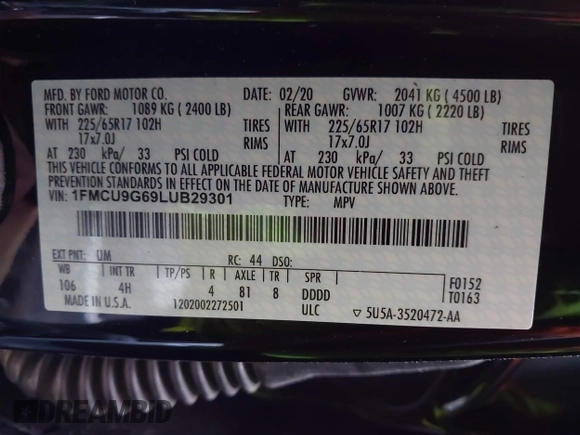 MFD. BY FORD MOTOR CO. DATE: 02/20 GVWR: 2041 KG ( 4500 LB)
FRONT GAWR: 1089 KG ( 2400 LB) REAR GAWR: 1007 KG ( 2220 LB)
WITH 225/65R17 102H TIRES WITH 225/65R17 102H TIRES
17x7.0J RIMS 17x7.0J RIMS
AT 230 kPa/ 33 PSI COLD AT 230 kPa/ 33 PSI COLD
THIS VEHICLE CONFORMS TO ALL APPLICABLE FEDERAL MOTOR VEHICLE SAFETY AND THEFT
PREVENTION STANDARDS IN EFFECT ON THE DATE OF MANUFACTURE SHOWN ABOVE.
VIN: 1FMCU9G69LUB29301 TYPE: MPV
EXT PNT: UM RC: 44 DSO:
WB INT TR TP/PS R AXLE TR SPR F0152
106 4H 4 81 8 DDDD T0163
MADE IN U.S.A. 1202002272501 ULC ▽ 5U5A-3520472-AA
DREAMBID